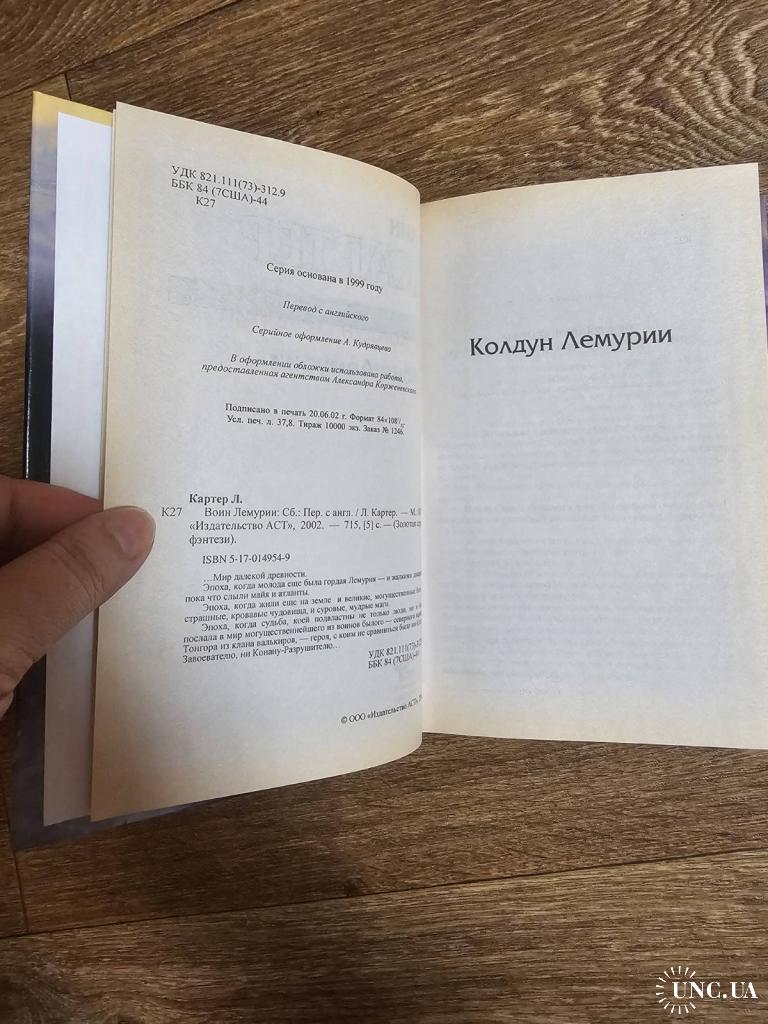 УДК 821.111(73)-312.9
ББК 84 (7США)-44
К27
Серия основана в 1999 году
Перевод с английского
Серийное оформление А. Кудрявцева
В оформлении обложки использована работа,
предоставленная агентством Александра Корженевского
Подписано в печать 20.06.02 г. Формат 84×108 1/32
Усл. печ. л. 37,8. Тираж 10000 экз. Заказ № 1246.
Картер Л.
К27 Воин Лемурии: Сб.: Пер. с англ. / Л. Картер. — М.
«Издательство АСТ», 2002. — 715, [5] с. — (Золотая
фэнтези).
ISBN 5-17-014954-9
...Мир далекой древности.
Эпоха, когда молода еще была гордая Лемурия — и
пока что слыли майя и атланты.
Эпоха, когда жили еще на земле и великие, могущественные
страшные, кровавые чудовища, и суровые, мудрые маги.
Эпоха, когда судьба, коей подвластны не только люди, но и
послала в мир могущественнейшего из воинов былого — северного
Тонгора из клана валькиров, — героя, с коим не сравняться было
Завоевателю, ни Конану-Разрушителю...
УДК 821.111(73)-312
ББК 84 (7США)-44
© ООО «Издательство АСТ»
Колдун Лемурии
UNC.UA